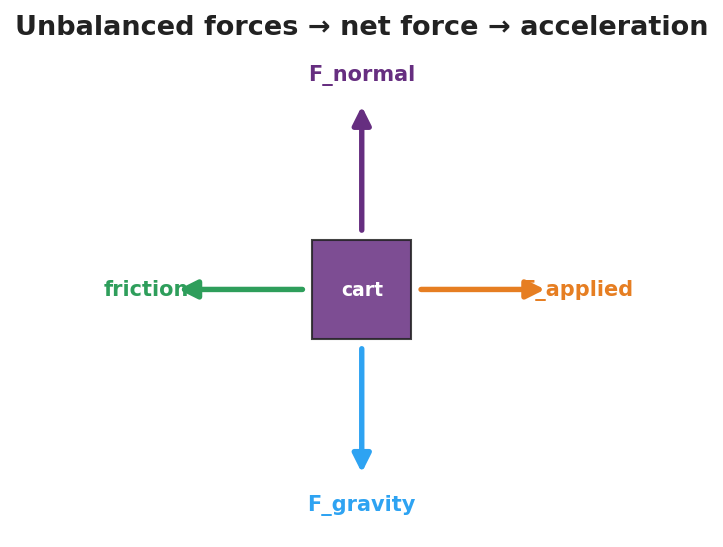 Unbalanced forces → net force → acceleration
F_normal
friction
cart
F_applied
F_gravity